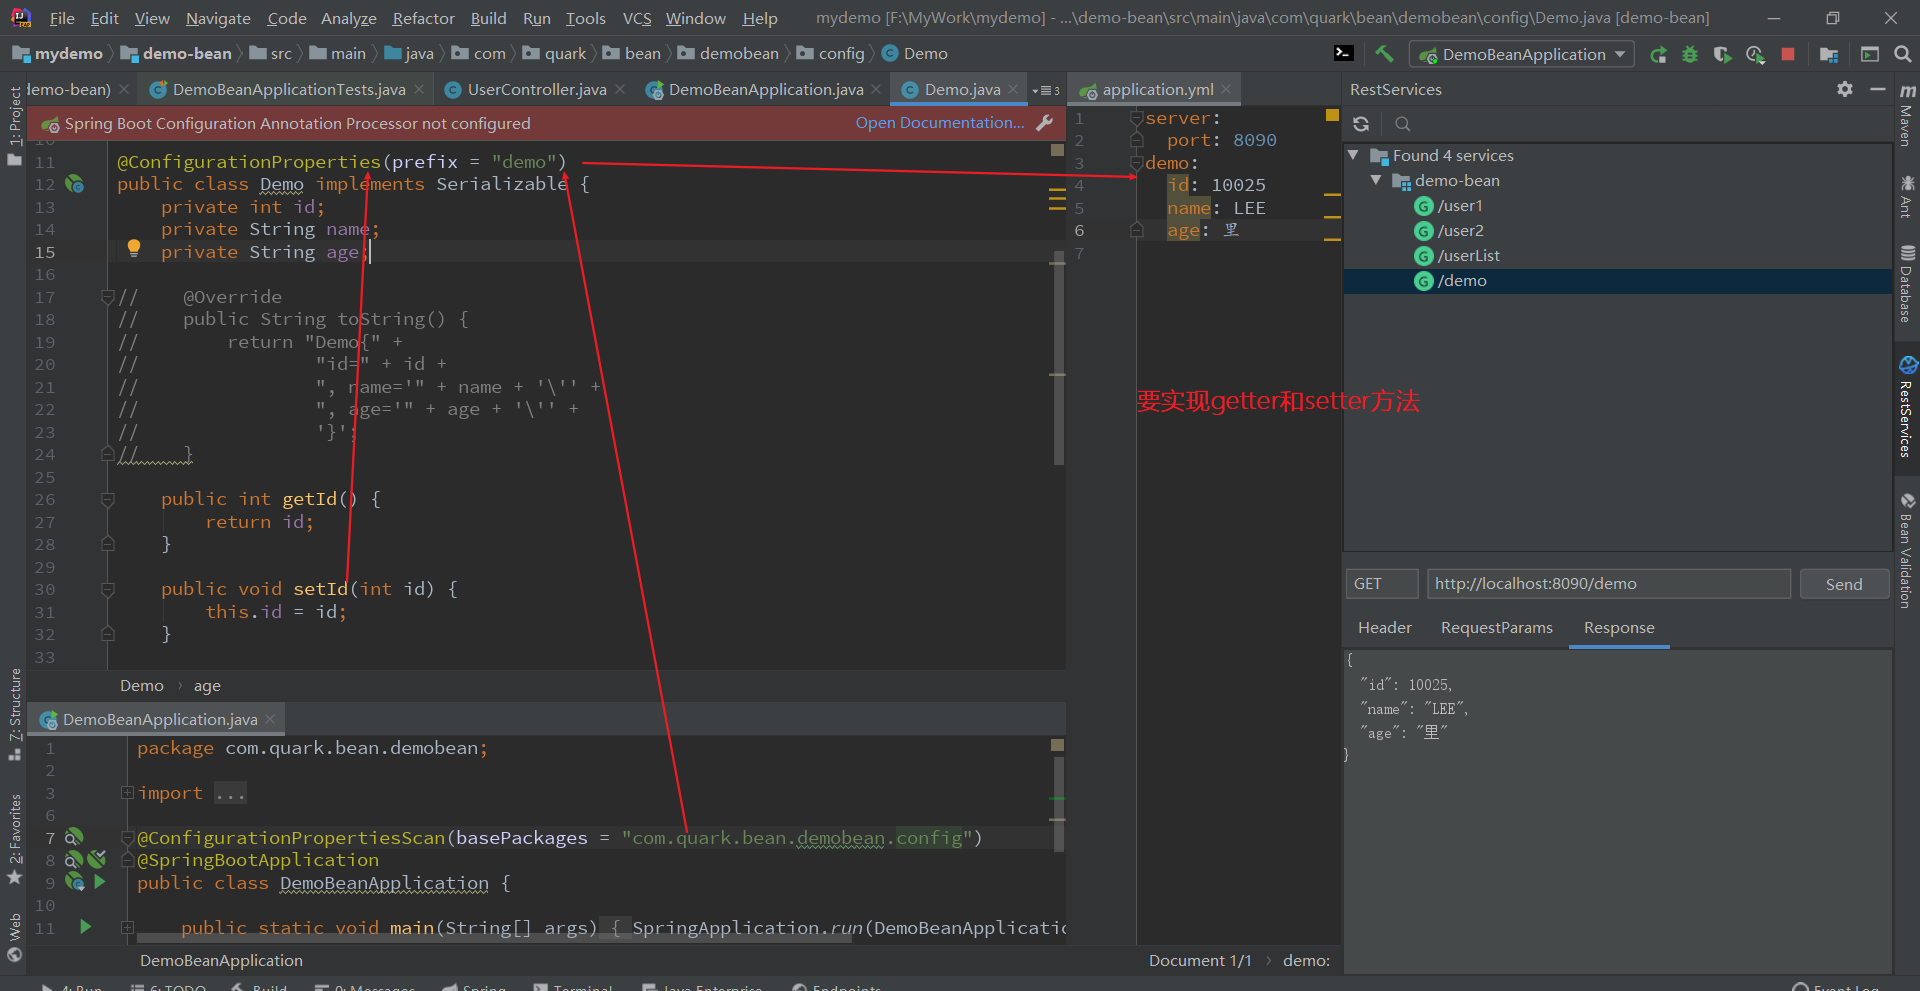 File Edit View Navigate Code Analyze Refactor Build Run Tools VCS Window Help mydemo [F:\MyWork\mydemo] - ...\demo-bean\src\main\java\com\quark\bean\demobean\config\Demo.java [demo-bean]
mydemo demo-bean src main java com quark bean demobean config Demo DemoBeanApplication
demo-bean) DemoBeanApplicationTests.java UserController.java DemoBeanApplication.java Demo.java 3
Spring Boot Configuration Annotation Processor not configured Open Documentation...
11 @ConfigurationProperties(prefix = "demo")
12 public class Demo implements Serializable {
13 private int id;
14 private String name;
15 private String age;
16
17 // @Override
18 // public String toString() {
19 // return "Demo{" +
20 // "id=" + id +
21 // ", name='" + name + '\'' +
22 // ", age='" + age + '\'' +
23 // '}';
24 // }
25
26 public int getId() {
27 return id;
28 }
29
30 public void setId(int id) {
31 this.id = id;
32 }
33
Demo › age
DemoBeanApplication.java
1 package com.quark.bean.demobean;
2
3 import ...
6
7 @ConfigurationPropertiesScan(basePackages = "com.quark.bean.demobean.config")
8 @SpringBootApplication
9 public class DemoBeanApplication {
10
11 public static void main(String[] args) { SpringApplication.run(DemoBeanApplicatio
DemoBeanApplication
application.yml
1 server:
2 port: 8090
3 demo:
4 id: 10025
5 name: LEE
6 age: 里
7
要实现getter和setter方法
Document 1/1 › demo:
RestServices
Found 4 services
demo-bean
G /user1
G /user2
G /userList
G /demo
GET http://localhost:8090/demo Send
Header RequestParams Response
{
"id": 10025,
"name": "LEE",
"age": "里"
}
1: Project
7: Structure
2: Favorites
Web
Maven
Ant
Database
RestServices
Bean Validation
4: Run 6: TODO Build 0: Messages Spring Terminal Java Enterprise Endpoints Event Log